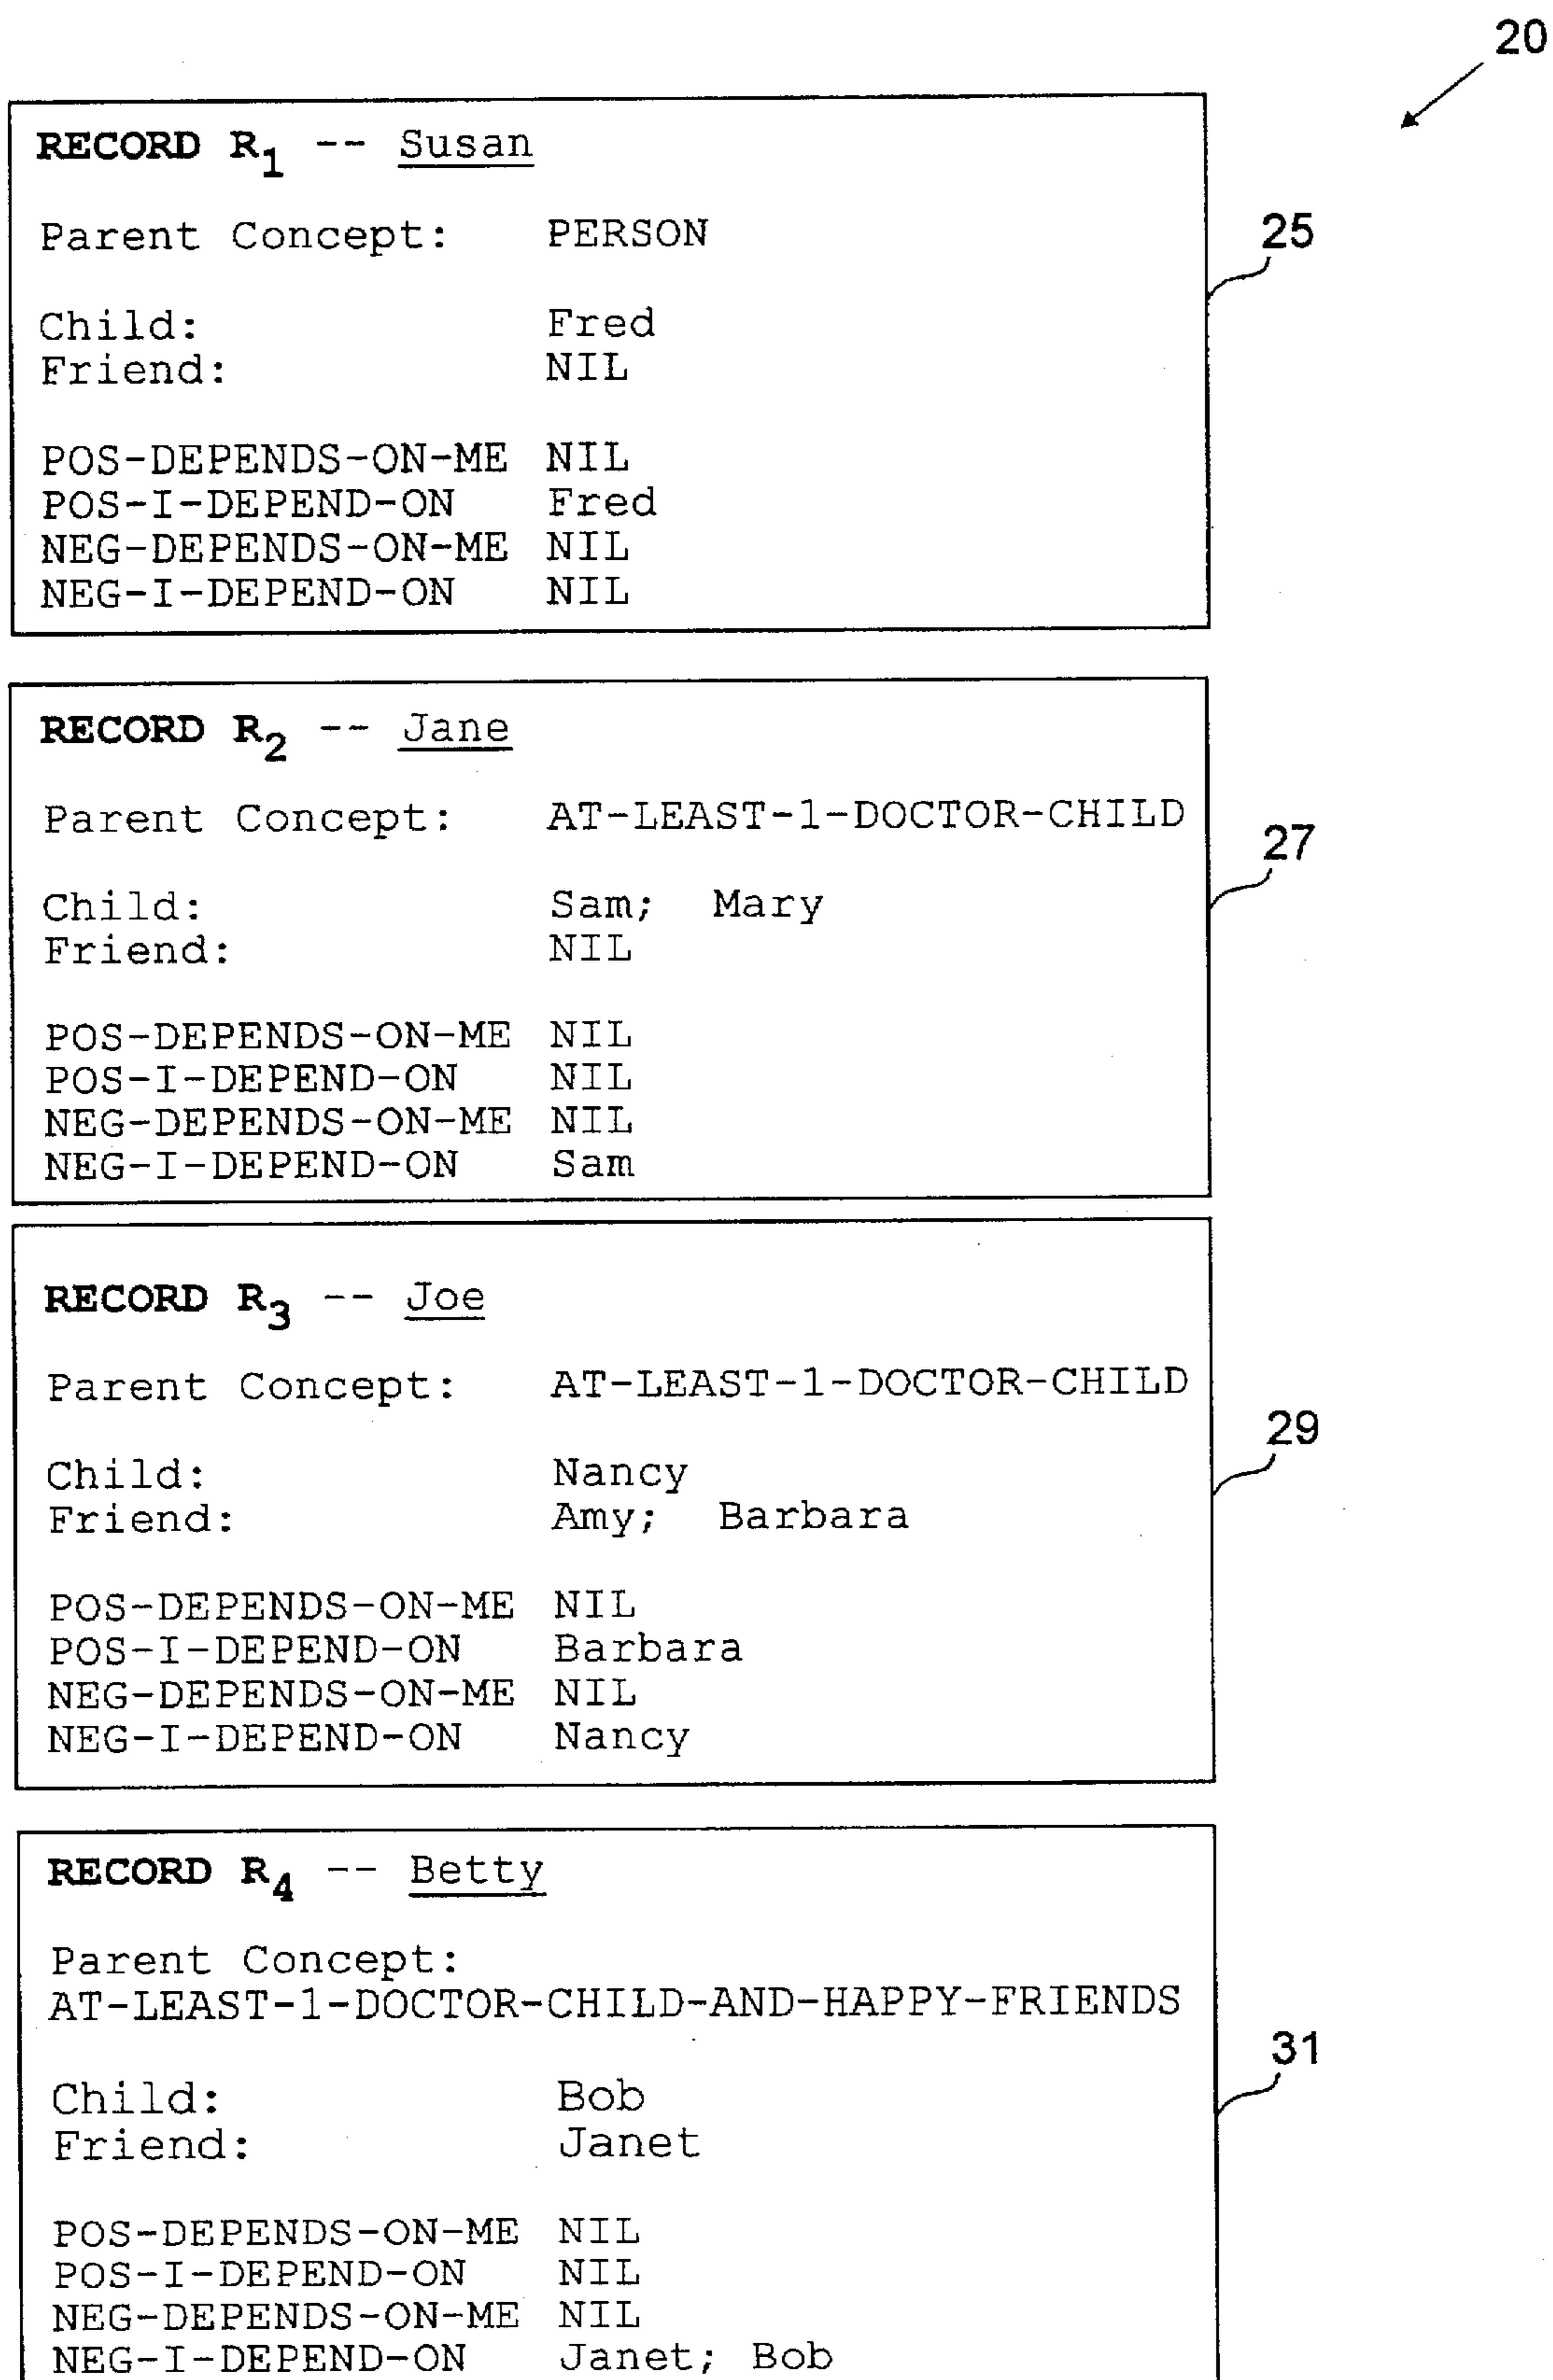 20
RECORD R1 -- Susan
Parent Concept: PERSON
25
Child: Fred
Friend: NIL
POS-DEPENDS-ON-ME NIL
POS-I-DEPEND-ON Fred
NEG-DEPENDS-ON-ME NIL
NEG-I-DEPEND-ON NIL
RECORD R2 -- Jane
Parent Concept: AT-LEAST-1-DOCTOR-CHILD
27
Child: Sam; Mary
Friend: NIL
POS-DEPENDS-ON-ME NIL
POS-I-DEPEND-ON NIL
NEG-DEPENDS-ON-ME NIL
NEG-I-DEPEND-ON Sam
RECORD R3 -- Joe
Parent Concept: AT-LEAST-1-DOCTOR-CHILD
29
Child: Nancy
Friend: Amy; Barbara
POS-DEPENDS-ON-ME NIL
POS-I-DEPEND-ON Barbara
NEG-DEPENDS-ON-ME NIL
NEG-I-DEPEND-ON Nancy
RECORD R4 -- Betty
Parent Concept:
AT-LEAST-1-DOCTOR-CHILD-AND-HAPPY-FRIENDS
31
Child: Bob
Friend: Janet
POS-DEPENDS-ON-ME NIL
POS-I-DEPEND-ON NIL
NEG-DEPENDS-ON-ME NIL
NEG-I-DEPEND-ON Janet; Bob